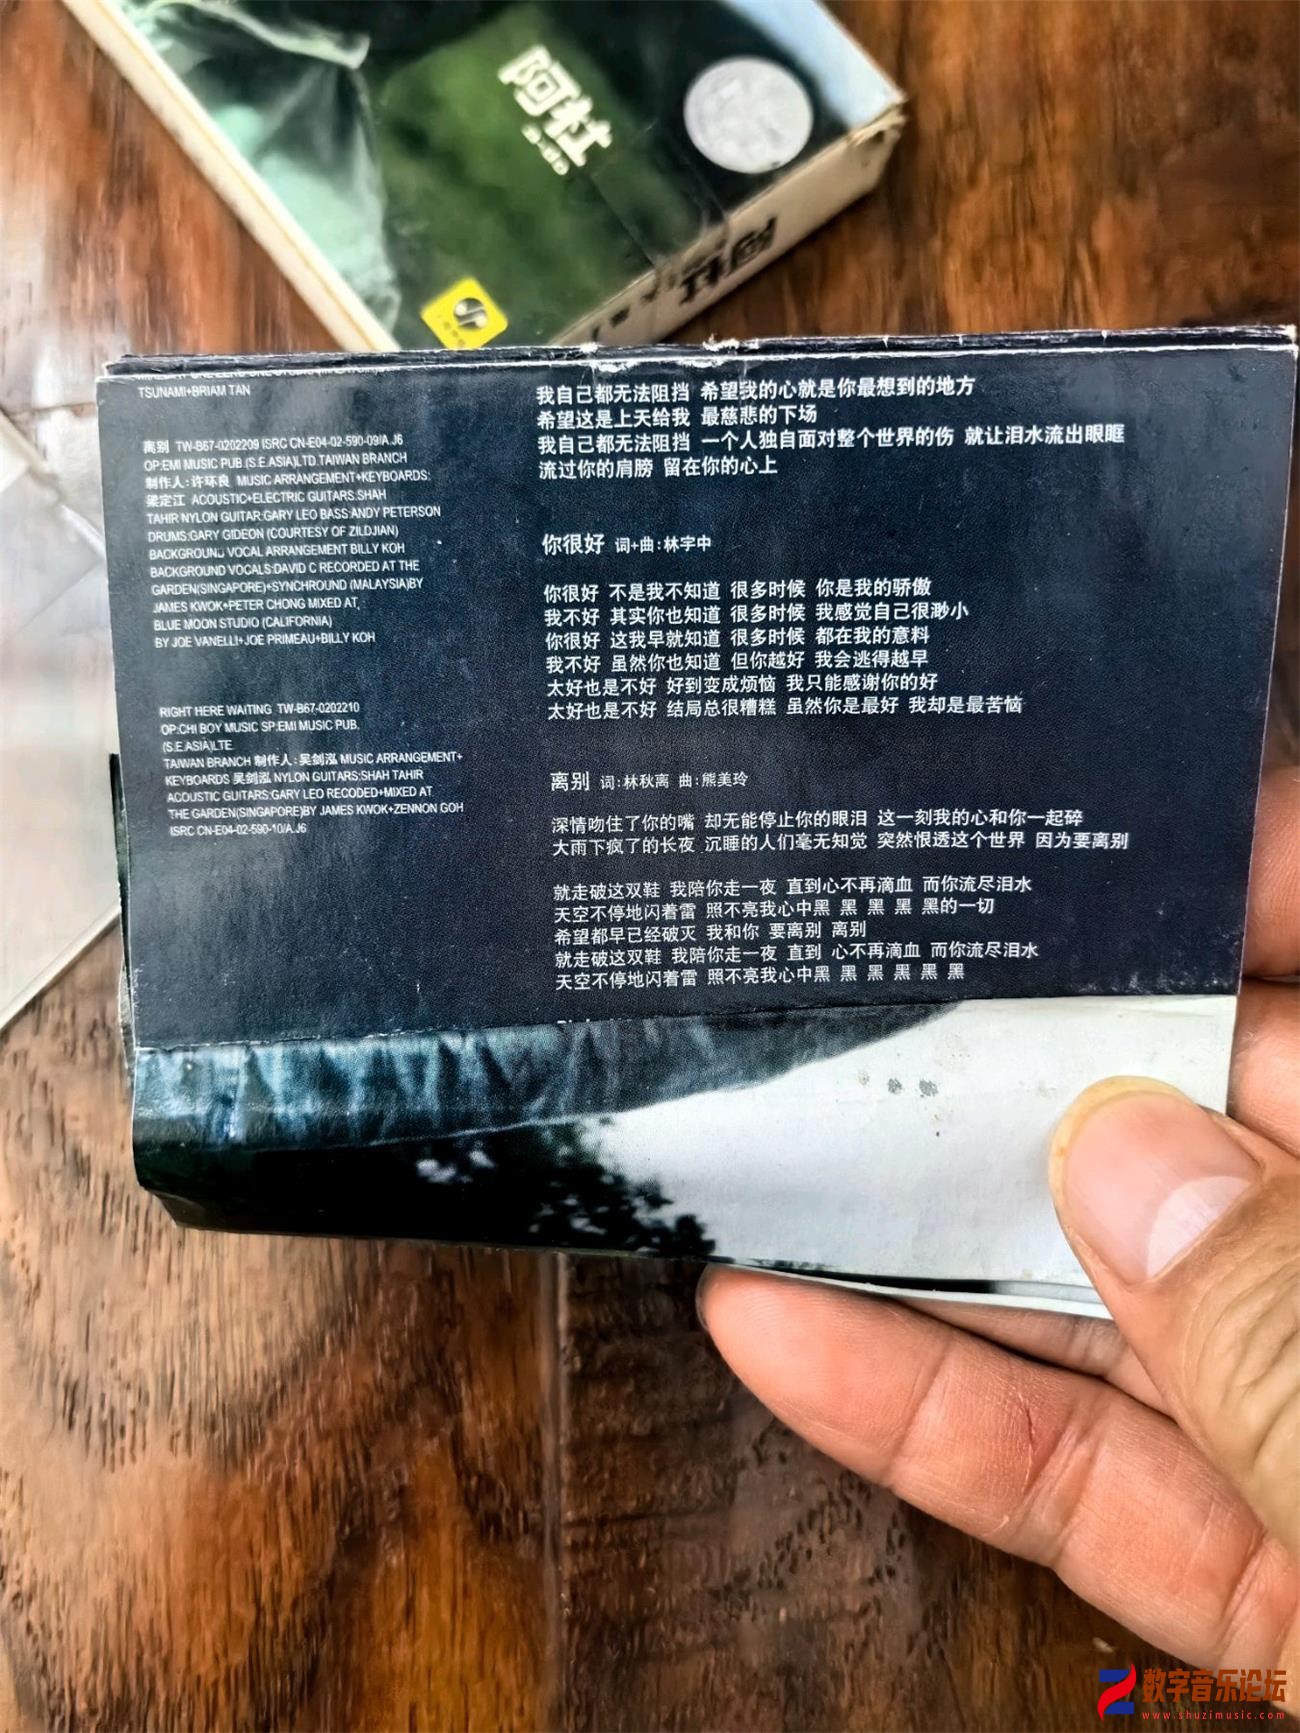 阿杜
a-do
阿杜
TSUNAMI+BRIAM TAN
离别 TW-B67-0202209 ISRC CN-E04-02-590-09/A.J6
OP:EMI MUSIC PUB.(S.E.ASIA)LTD.TAIWAN BRANCH
制作人:许环良 MUSIC ARRANGEMENT+KEYBOARDS:
梁定江 ACOUSTIC+ELECTRIC GUITARS:SHAH
TAHIR NYLON GUITAR:GARY LEO BASS:ANDY PETERSON
DRUMS:GARY GIDEON (COURTESY OF ZILDJIAN)
BACKGROUND VOCAL ARRANGEMENT BILLY KOH
BACKGROUND VOCALS:DAVID C RECORDED AT THE
GARDEN(SINGAPORE)+SYNCHROUND (MALAYSIA)BY
JAMES KWOK+PETER CHONG MIXED AT
BLUE MOON STUDIO (CALIFORNIA)
BY JOE VANELLI+JOE PRIMEAU+BILLY KOH
RIGHT HERE WAITING TW-B67-0202210
OP:CHI BOY MUSIC SP:EMI MUSIC PUB.
(S.E.ASIA)LTE
TAIWAN BRANCH 制作人:吴剑泓 MUSIC ARRANGEMENT+
KEYBOARDS 吴剑泓 NYLON GUITARS:SHAH TAHIR
ACOUSTIC GUITARS:GARY LEO RECODED+MIXED AT
THE GARDEN(SINGAPORE)BY JAMES KWOK+ZENNON GOH
ISRC CN-E04-02-590-10/A.J6
我自己都无法阻挡 希望我的心就是你最想到的地方
希望这是上天给我 最慈悲的下场
我自己都无法阻挡 一个人独自面对整个世界的伤 就让泪水流出眼眶
流过你的肩膀 留在你的心上
你很好 词+曲:林宇中
你很好 不是我不知道 很多时候 你是我的骄傲
我不好 其实你也知道 很多时候 我感觉自己很渺小
你很好 这我早就知道 很多时候 都在我的意料
我不好 虽然你也知道 但你越好 我会逃得越早
太好也是不好 好到变成烦恼 我只能感谢你的好
太好也是不好 结局总很糟糕 虽然你是最好 我却是最苦恼
离别 词:林秋离 曲:熊美玲
深情吻住了你的嘴 却无能停止你的眼泪 这一刻我的心和你一起碎
大雨下疯了的长夜 沉睡的人们毫无知觉 突然恨透这个世界 因为要离别
就走破这双鞋 我陪你走一夜 直到心不再滴血 而你流尽泪水
天空不停地闪着雷 照不亮我心中黑 黑 黑 黑 黑的一切
希望都早已经破灭 我和你 要离别 离别
就走破这双鞋 我陪你走一夜 直到 心不再滴血 而你流尽泪水
天空不停地闪着雷 照不亮我心中黑 黑 黑 黑 黑 黑
数字音乐论坛
www.shuzimusic.com